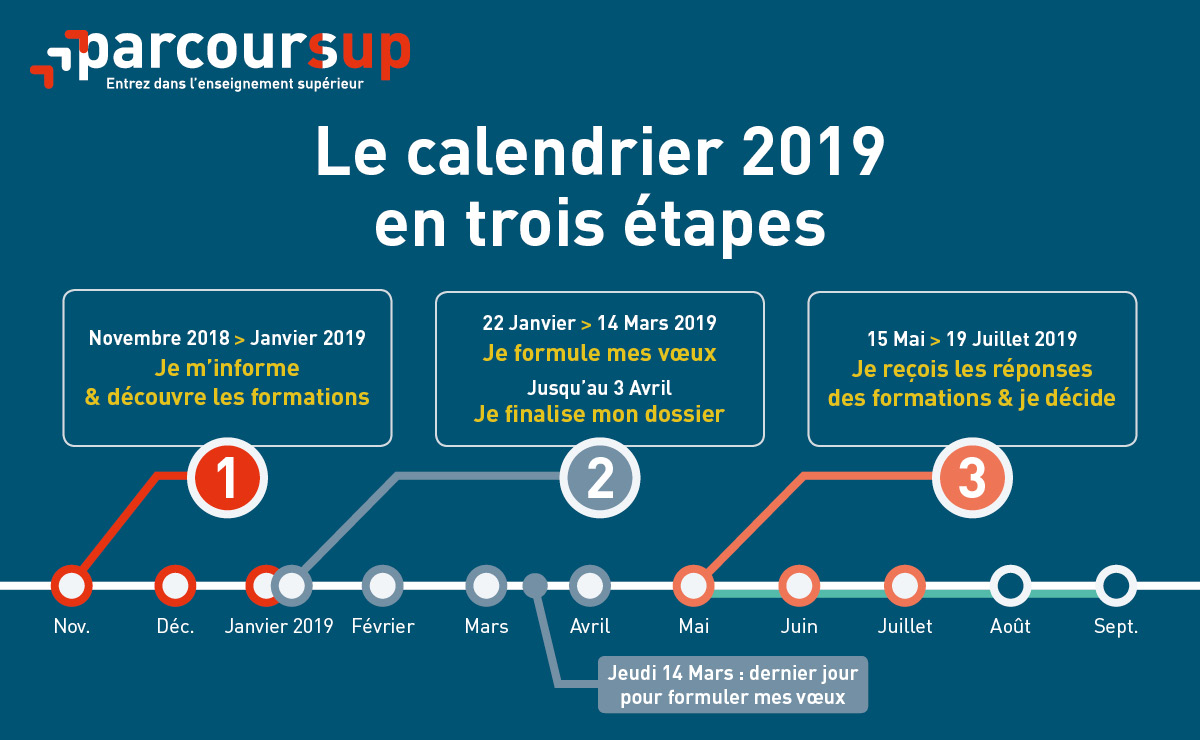 parcoursup
Entrez dans l'enseignement supérieur
Le calendrier 2019
en trois étapes
Novembre 2018 > Janvier 2019
Je m'informe
& découvre les formations
1
22 Janvier > 14 Mars 2019
Je formule mes vœux
Jusqu'au 3 Avril
Je finalise mon dossier
2
15 Mai > 19 Juillet 2019
Je reçois les réponses
des formations & je décide
3
Nov.
Déc.
Janvier 2019
Février
Mars
Avril
Mai
Juin
Juillet
Août
Sept.
Jeudi 14 Mars : dernier jour
pour formuler mes vœux